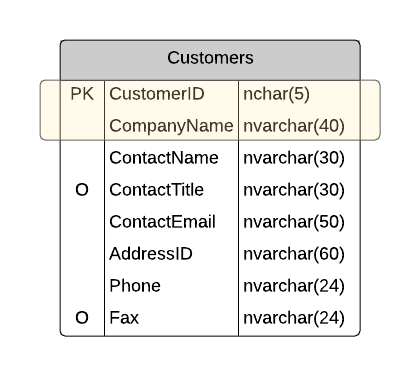 Customers
PK CustomerID nchar(5)
CompanyName nvarchar(40)
ContactName nvarchar(30)
O ContactTitle nvarchar(30)
ContactEmail nvarchar(50)
AddressID nvarchar(60)
Phone nvarchar(24)
O Fax nvarchar(24)